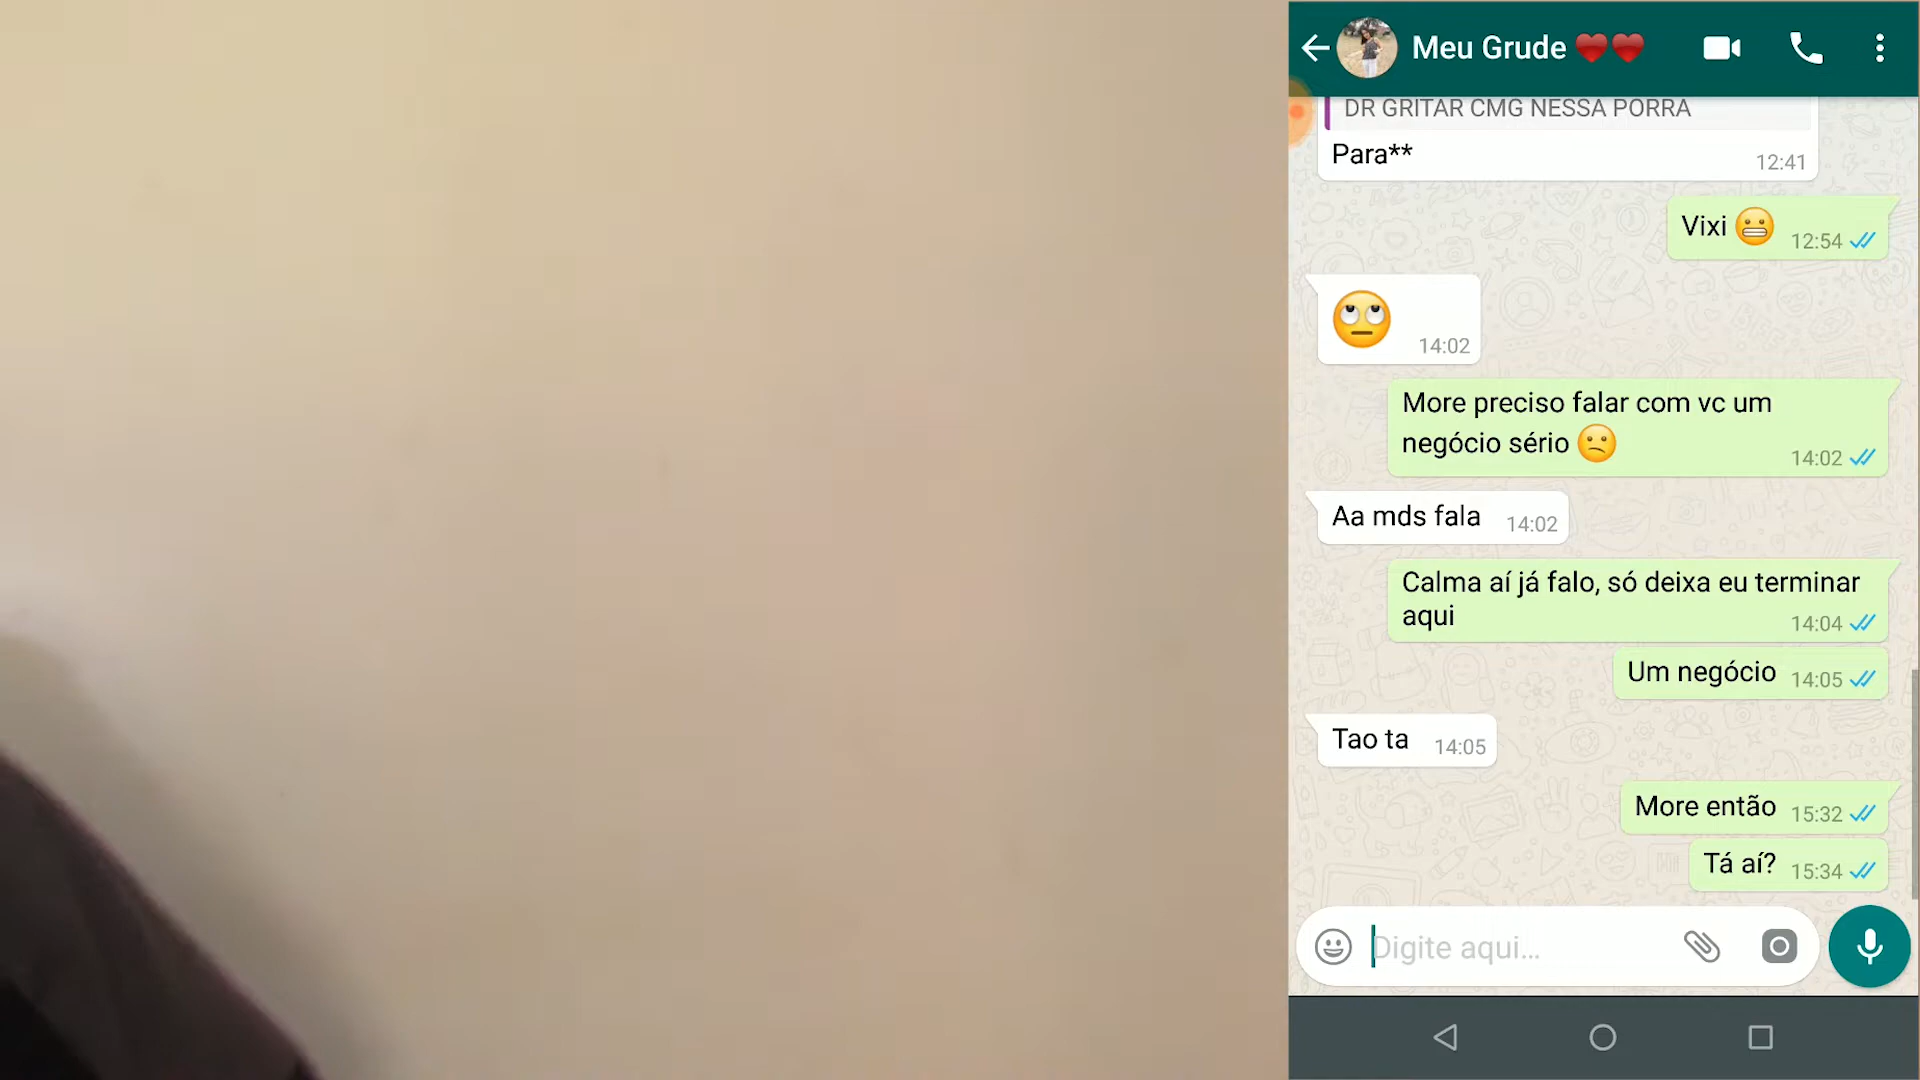 Meu Grude ❤️❤️
DR GRITAR CMG NESSA PORRA
Para**
12:41
Vixi 😬 12:54
🙄 14:02
More preciso falar com vc um
negócio sério 😕 14:02
Aa mds fala 14:02
Calma aí já falo, só deixa eu terminar
aqui 14:04
Um negócio 14:05
Tao ta 14:05
More então 15:32
Tá aí? 15:34
Digite aqui...